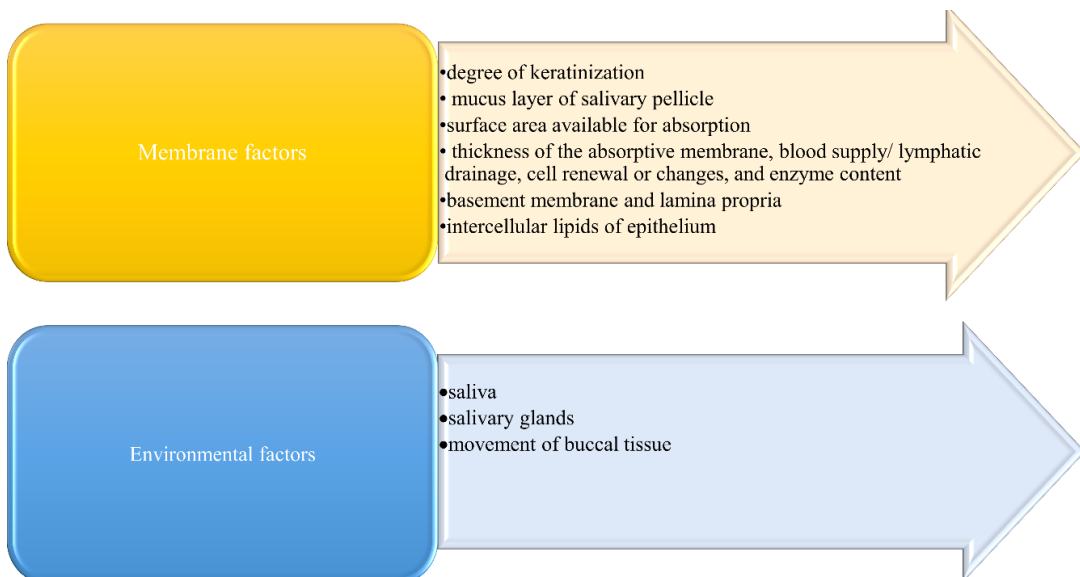 Membrane factors
•degree of keratinization
• mucus layer of salivary pellicle
•surface area available for absorption
• thickness of the absorptive membrane, blood supply/ lymphatic
drainage, cell renewal or changes, and enzyme content
•basement membrane and lamina propria
•intercellular lipids of epithelium
Environmental factors
•saliva
•salivary glands
•movement of buccal tissue